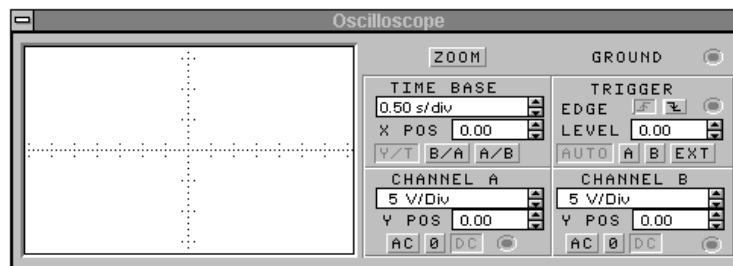 Oscilloscope
ZOOM GROUND
TIME BASE
0.50 s/div
X POS 0.00
Y/T B/A A/B
TRIGGER
EDGE
LEVEL 0.00
AUTO A B EXT
CHANNEL A
5 V/Div
Y POS 0.00
AC 0 DC
CHANNEL B
5 V/Div
Y POS 0.00
AC 0 DC